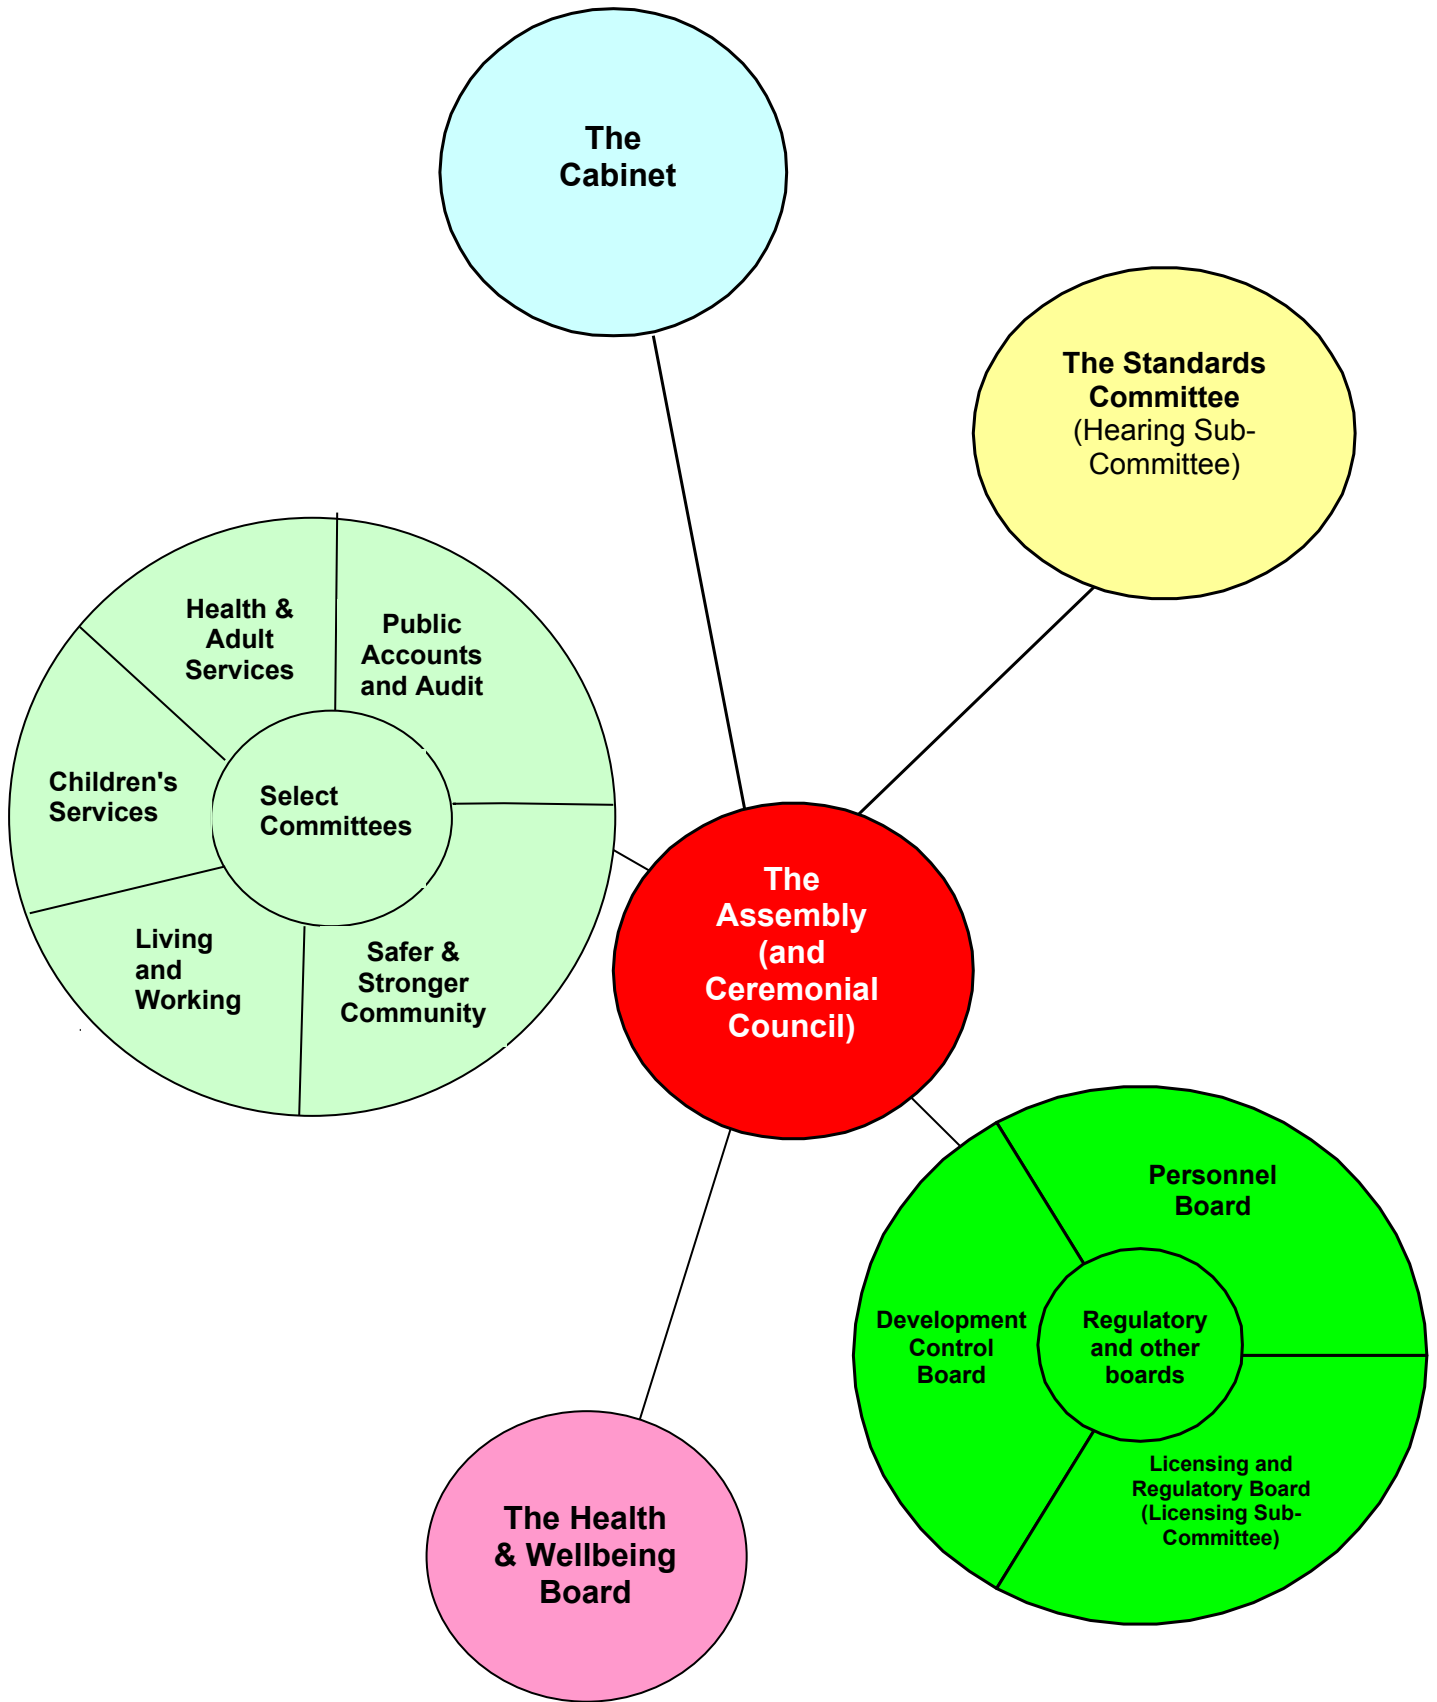 The
Cabinet
The Standards
Committee
(Hearing Sub-
Committee)
Health &
Adult
Services
Public
Accounts
and Audit
Children's
Services
Select
Committees
Living
and
Working
Safer &
Stronger
Community
The
Assembly
(and
Ceremonial
Council)
Personnel
Board
Development
Control
Board
Regulatory
and other
boards
Licensing and
Regulatory Board
(Licensing Sub-
Committee)
The Health
& Wellbeing
Board